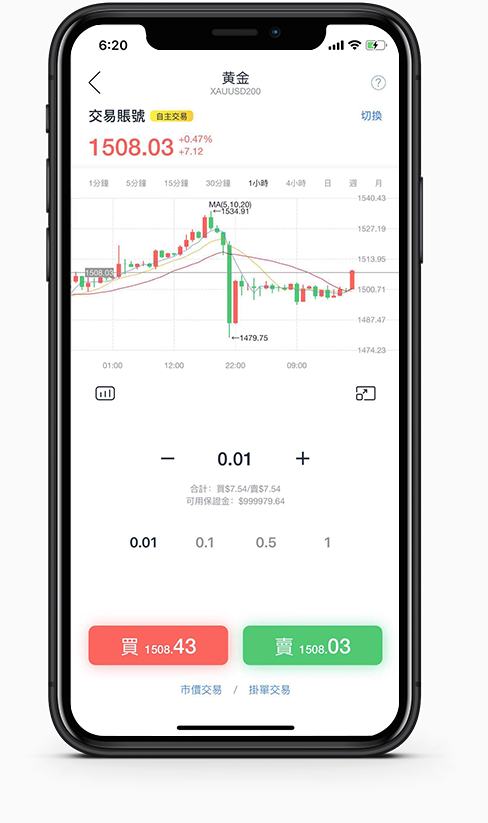 6:20
黄金
XAUUSD200
?
交易賬號 自主交易 切換
1508.03 +0.47%
+7.12
1分鐘 5分鐘 15分鐘 30分鐘 1小時 4小時 日 週 月
MA(5,10,20)
1540.43
←1534.91
1527.19
1513.95
1508.03
1500.71
1487.47
←1479.75
1474.23
01:00 12:00 22:00 09:00
− 0.01 +
合計：買$7.54/賣$7.54
可用保證金：$999979.64
0.01 0.1 0.5 1
買 1508.43 賣 1508.03
市價交易 / 掛單交易